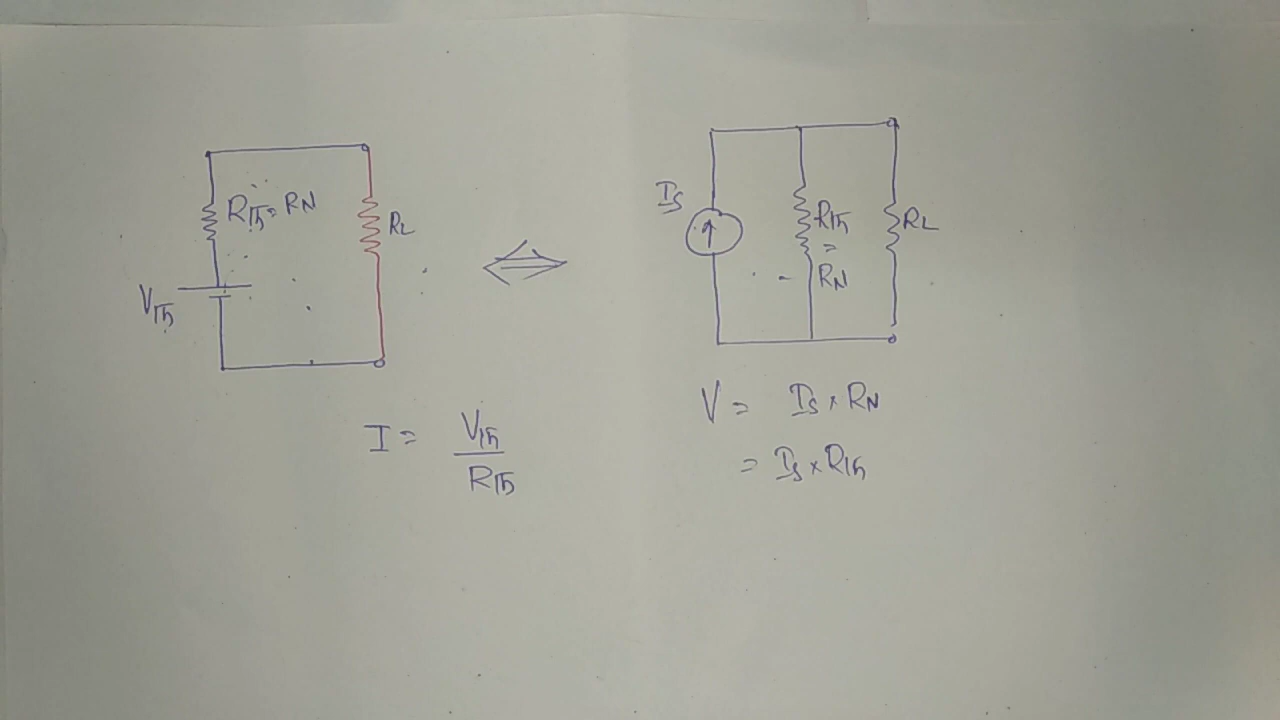 RTh = RN
RL
VTh
I = VTh / RTh
IS
RTh
=
RN
RL
V = IS × RN
= IS × RTh